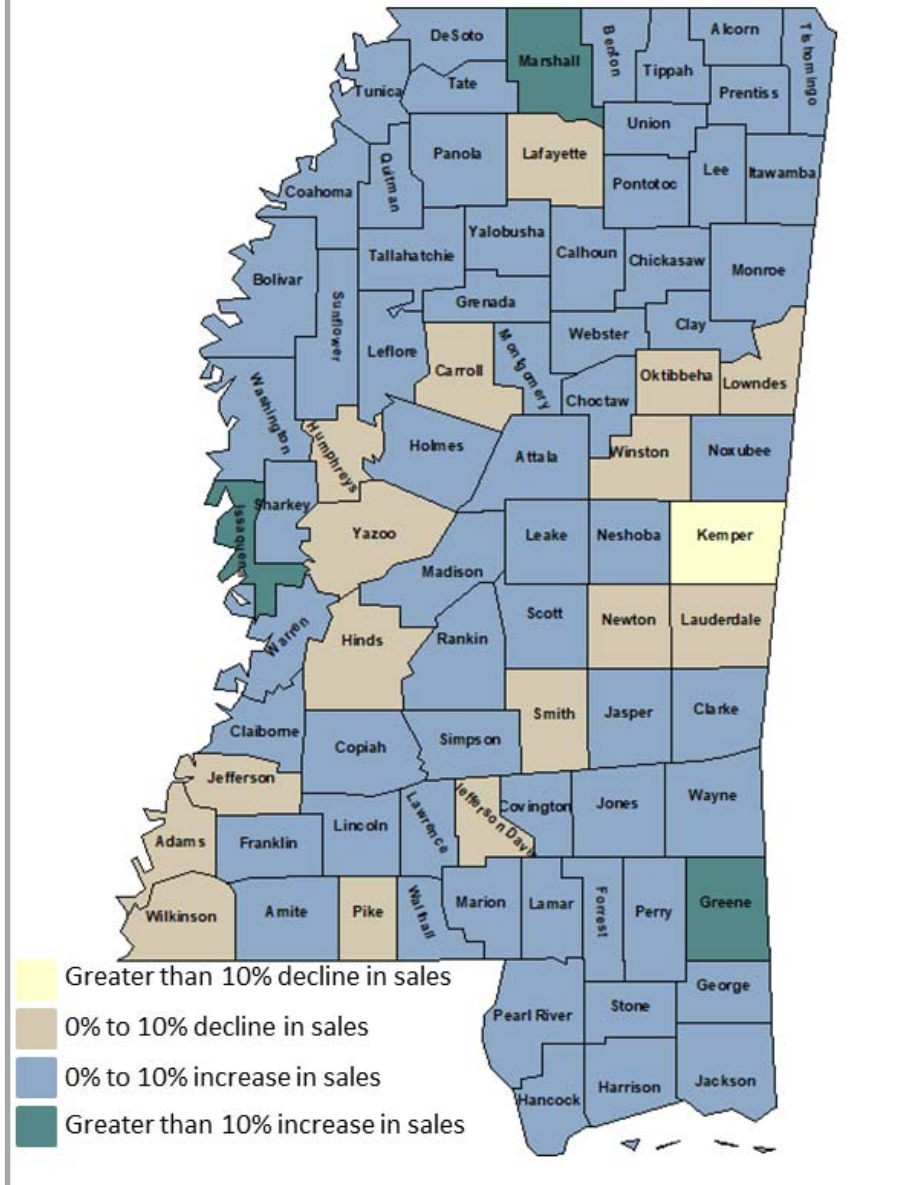 DeSoto
Marshall
Benton
Alcorn
Tishomingo
Tippah
Tate
Tunica
Prentiss
Union
Panola
Lafayette
Quitman
Lee
Itawamba
Pontotoc
Coahoma
Yalobusha
Calhoun
Tallahatchie
Chickasaw
Monroe
Bolivar
Sunflower
Grenada
Clay
Webster
Leflore
Montgomery
Carroll
Oktibbeha
Lowndes
Choctaw
Washington
Humphreys
Holmes
Attala
Winston
Noxubee
Sharkey
Issaquena
Yazoo
Leake
Neshoba
Kemper
Madison
Scott
Newton
Lauderdale
Warren
Hinds
Rankin
Smith
Jasper
Clarke
Claiborne
Copiah
Simpson
Jefferson
Lawrence
Jefferson Davi
Covington
Jones
Wayne
Lincoln
Adams
Franklin
Marion
Lamar
Forrest
Perry
Greene
Wilkinson
Amite
Pike
Walthall
George
Stone
Pearl River
Jackson
Harrison
Hancock
Greater than 10% decline in sales
0% to 10% decline in sales
0% to 10% increase in sales
Greater than 10% increase in sales